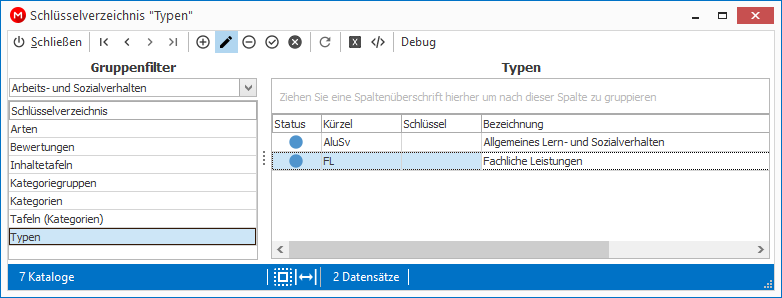 M Schlüsselverzeichnis "Typen"
Schließen Debug
Gruppenfilter
Arbeits- und Sozialverhalten
Schlüsselverzeichnis
Arten
Bewertungen
Inhaltetafeln
Kategoriegruppen
Kategorien
Tafeln (Kategorien)
Typen
Typen
Ziehen Sie eine Spaltenüberschrift hierher um nach dieser Spalte zu gruppieren
Status Kürzel Schlüssel Bezeichnung
AluSv Allgemeines Lern- und Sozialverhalten
FL Fachliche Leistungen
7 Kataloge 2 Datensätze